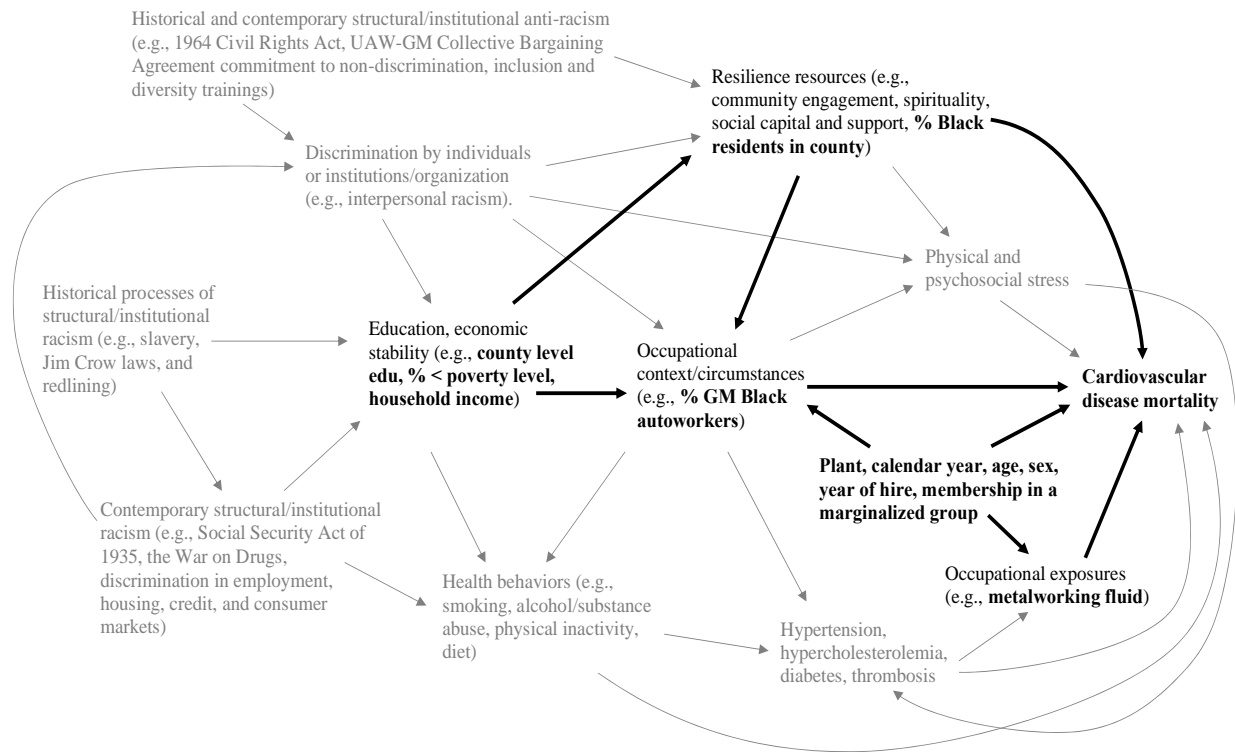 Historical and contemporary structural/institutional anti-racism
(e.g., 1964 Civil Rights Act, UAW-GM Collective Bargaining
Agreement commitment to non-discrimination, inclusion and
diversity trainings)
Resilience resources (e.g.,
community engagement, spirituality,
social capital and support, % Black
residents in county)
Discrimination by individuals
or institutions/organization
(e.g., interpersonal racism).
Physical and
psychosocial stress
Historical processes of
structural/institutional
racism (e.g., slavery,
Jim Crow laws, and
redlining)
Education, economic
stability (e.g., county level
edu, % < poverty level,
household income)
Occupational
context/circumstances
(e.g., % GM Black
autoworkers)
Cardiovascular
disease mortality
Plant, calendar year, age, sex,
year of hire, membership in a
marginalized group
Contemporary structural/institutional
racism (e.g., Social Security Act of
1935, the War on Drugs,
discrimination in employment,
housing, credit, and consumer
markets)
Health behaviors (e.g.,
smoking, alcohol/substance
abuse, physical inactivity,
diet)
Occupational exposures
(e.g., metalworking fluid)
Hypertension,
hypercholesterolemia,
diabetes, thrombosis